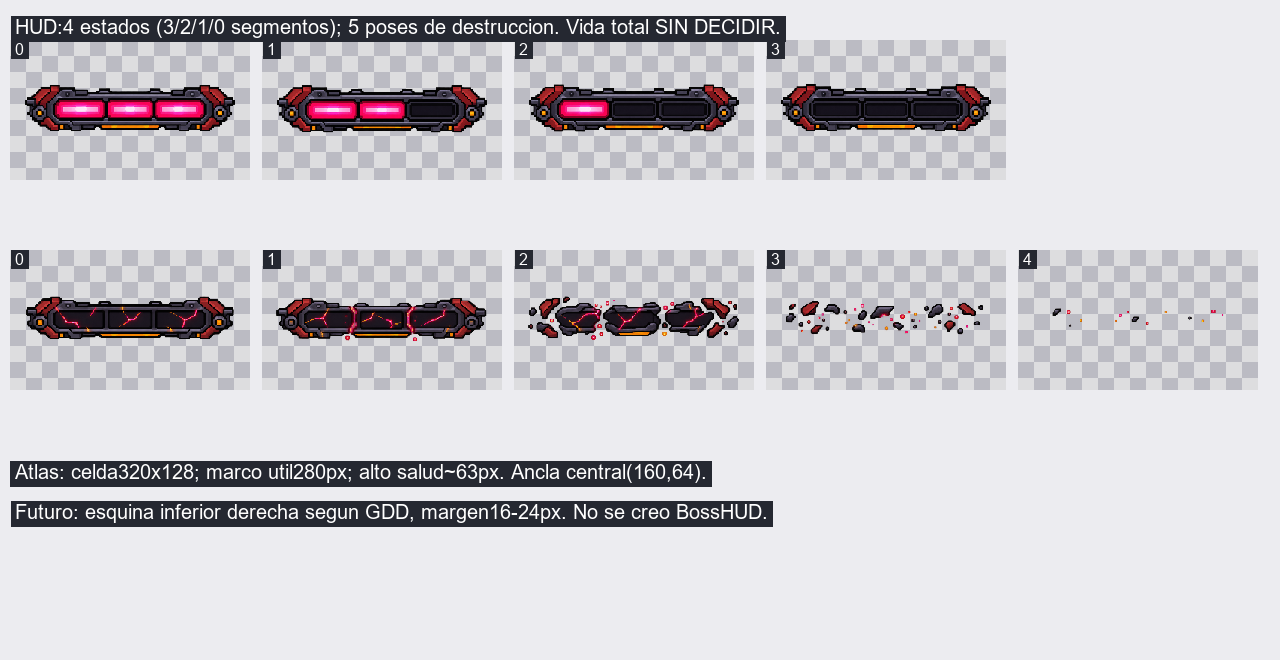 HUD:4 estados (3/2/1/0 segmentos); 5 poses de destruccion. Vida total SIN DECIDIR.
0 1 2 3
0 1 2 3 4
Atlas: celda320x128; marco util280px; alto salud~63px. Ancla central(160,64).
Futuro: esquina inferior derecha segun GDD, margen16-24px. No se creo BossHUD.